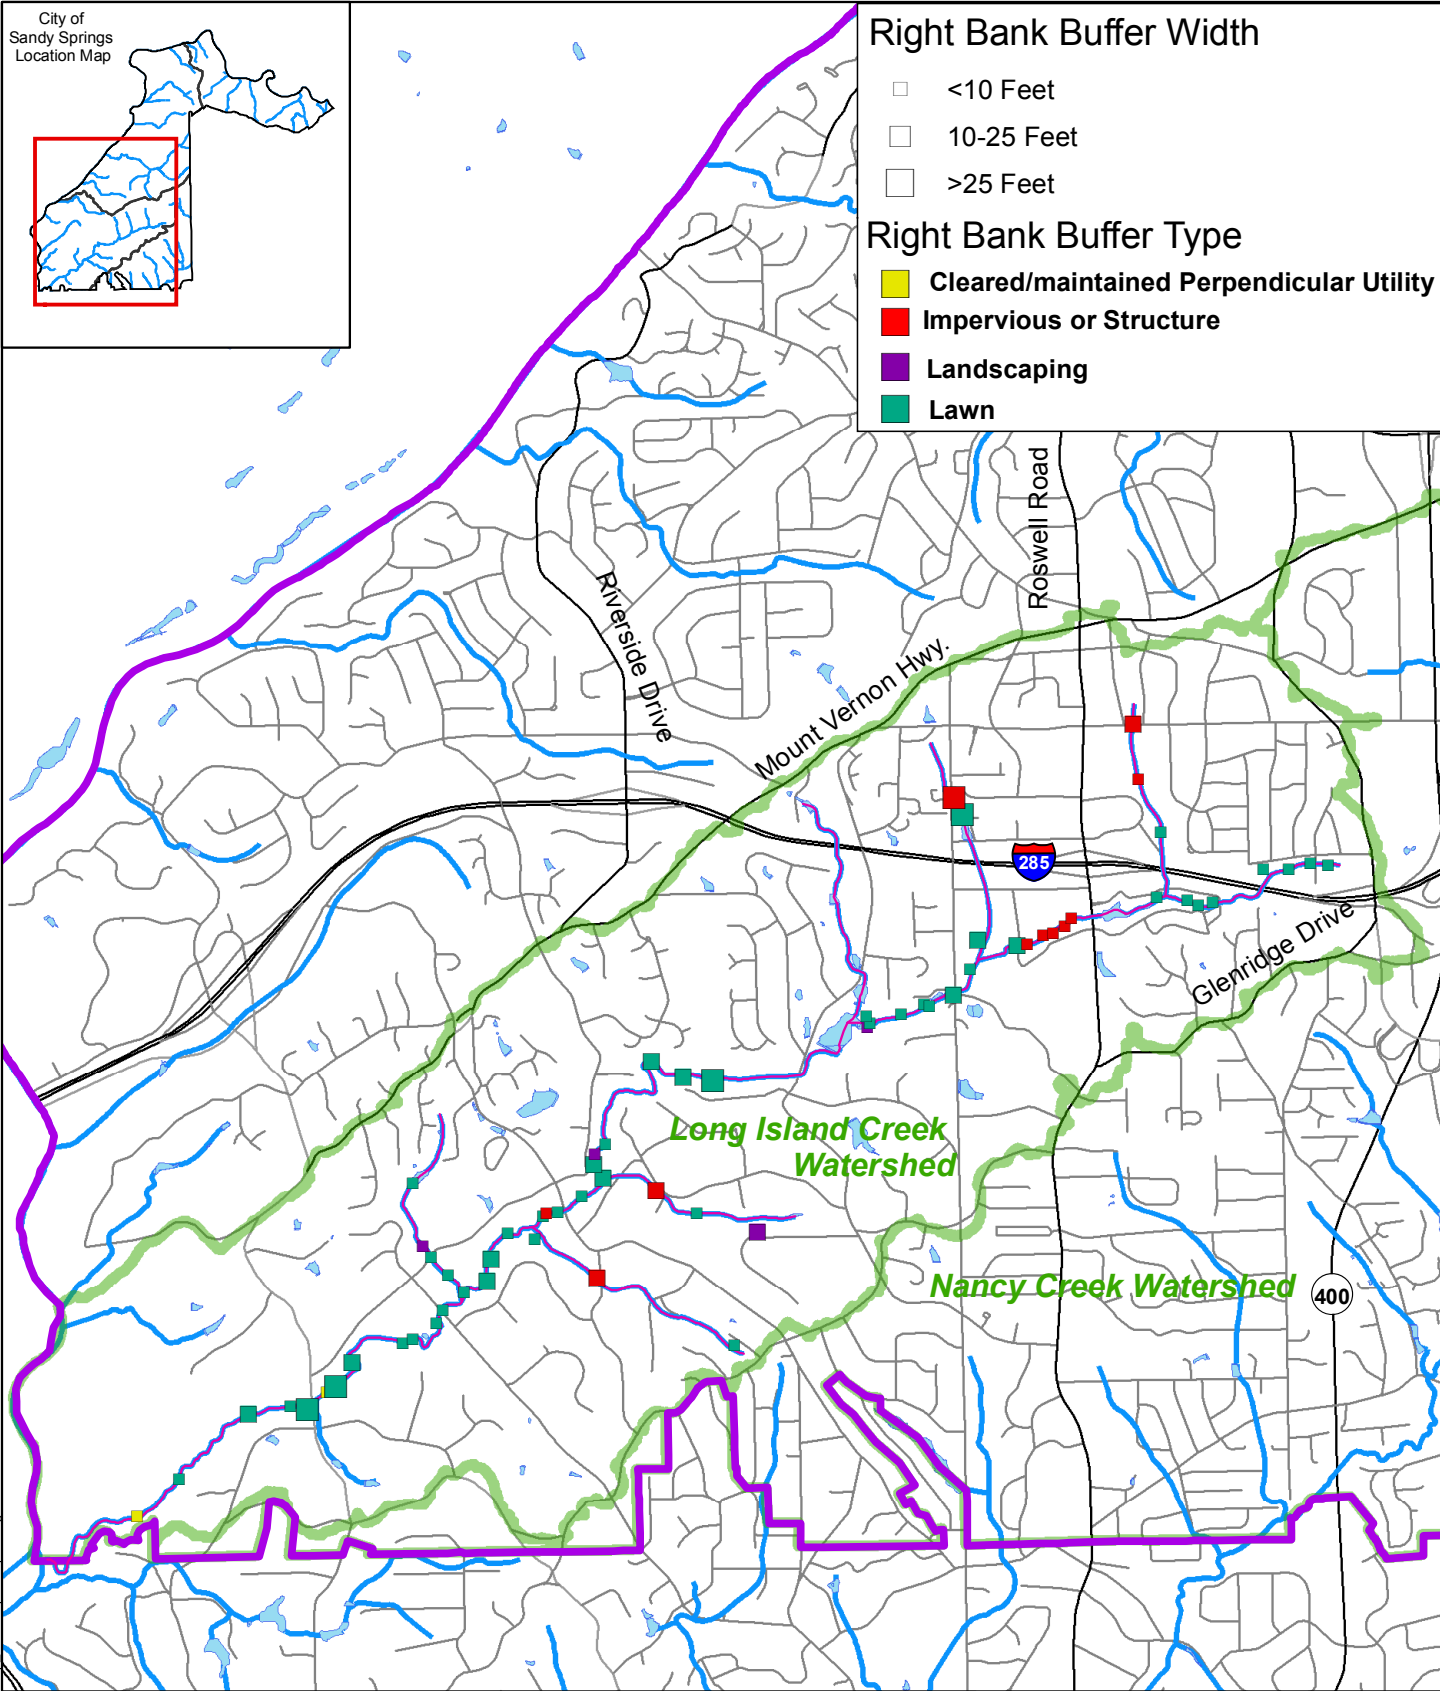 City of
Sandy Springs
Location Map
Right Bank Buffer Width
<10 Feet
10-25 Feet
>25 Feet
Right Bank Buffer Type
Cleared/maintained Perpendicular Utility
Impervious or Structure
Landscaping
Lawn
Roswell Road
Riverside Drive
Mount Vernon Hwy.
285
Glenridge Drive
Long Island Creek
Watershed
Nancy Creek Watershed
400